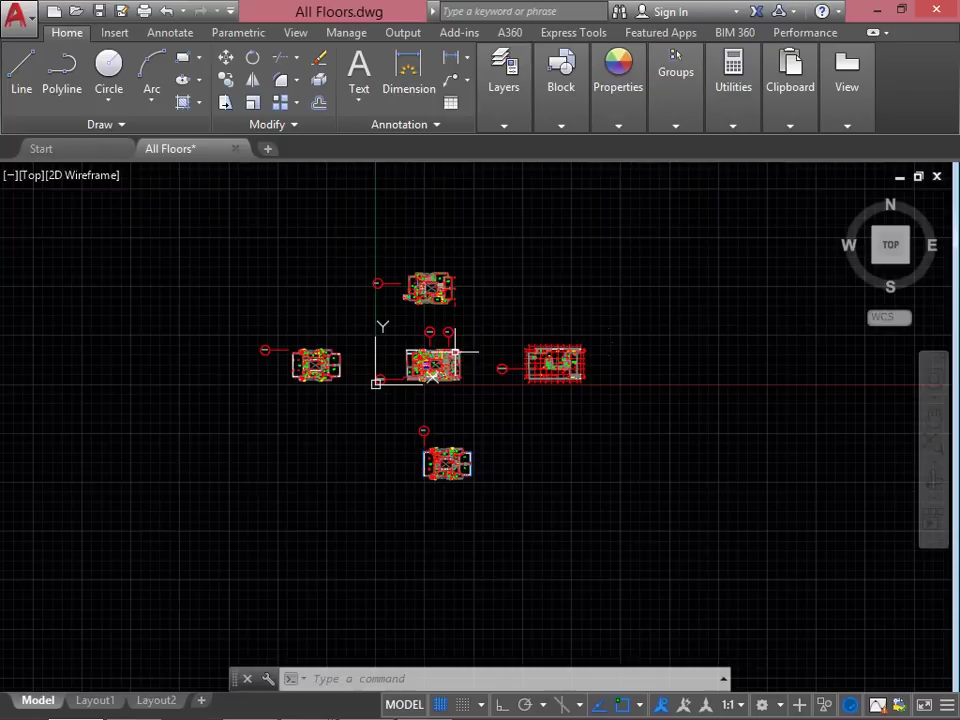 A All Floors.dwg Type a keyword or phrase Sign In ?
Home Insert Annotate Parametric View Manage Output Add-ins A360 Express Tools Featured Apps BIM 360 Performance
Line Polyline Circle Arc Text Dimension Layers Block Properties Groups Utilities Clipboard View
Draw Modify Annotation
Start All Floors*
[−][Top][2D Wireframe]
N
W TOP E
S
WCS
Y
X
Type a command
Model Layout1 Layout2 + MODEL 1:1